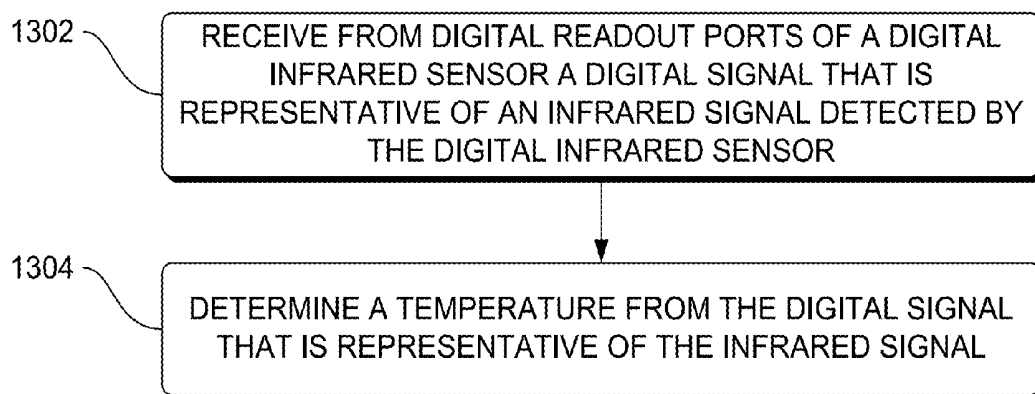 1302
RECEIVE FROM DIGITAL READOUT PORTS OF A DIGITAL
INFRARED SENSOR A DIGITAL SIGNAL THAT IS
REPRESENTATIVE OF AN INFRARED SIGNAL DETECTED BY
THE DIGITAL INFRARED SENSOR
1304
DETERMINE A TEMPERATURE FROM THE DIGITAL SIGNAL
THAT IS REPRESENTATIVE OF THE INFRARED SIGNAL